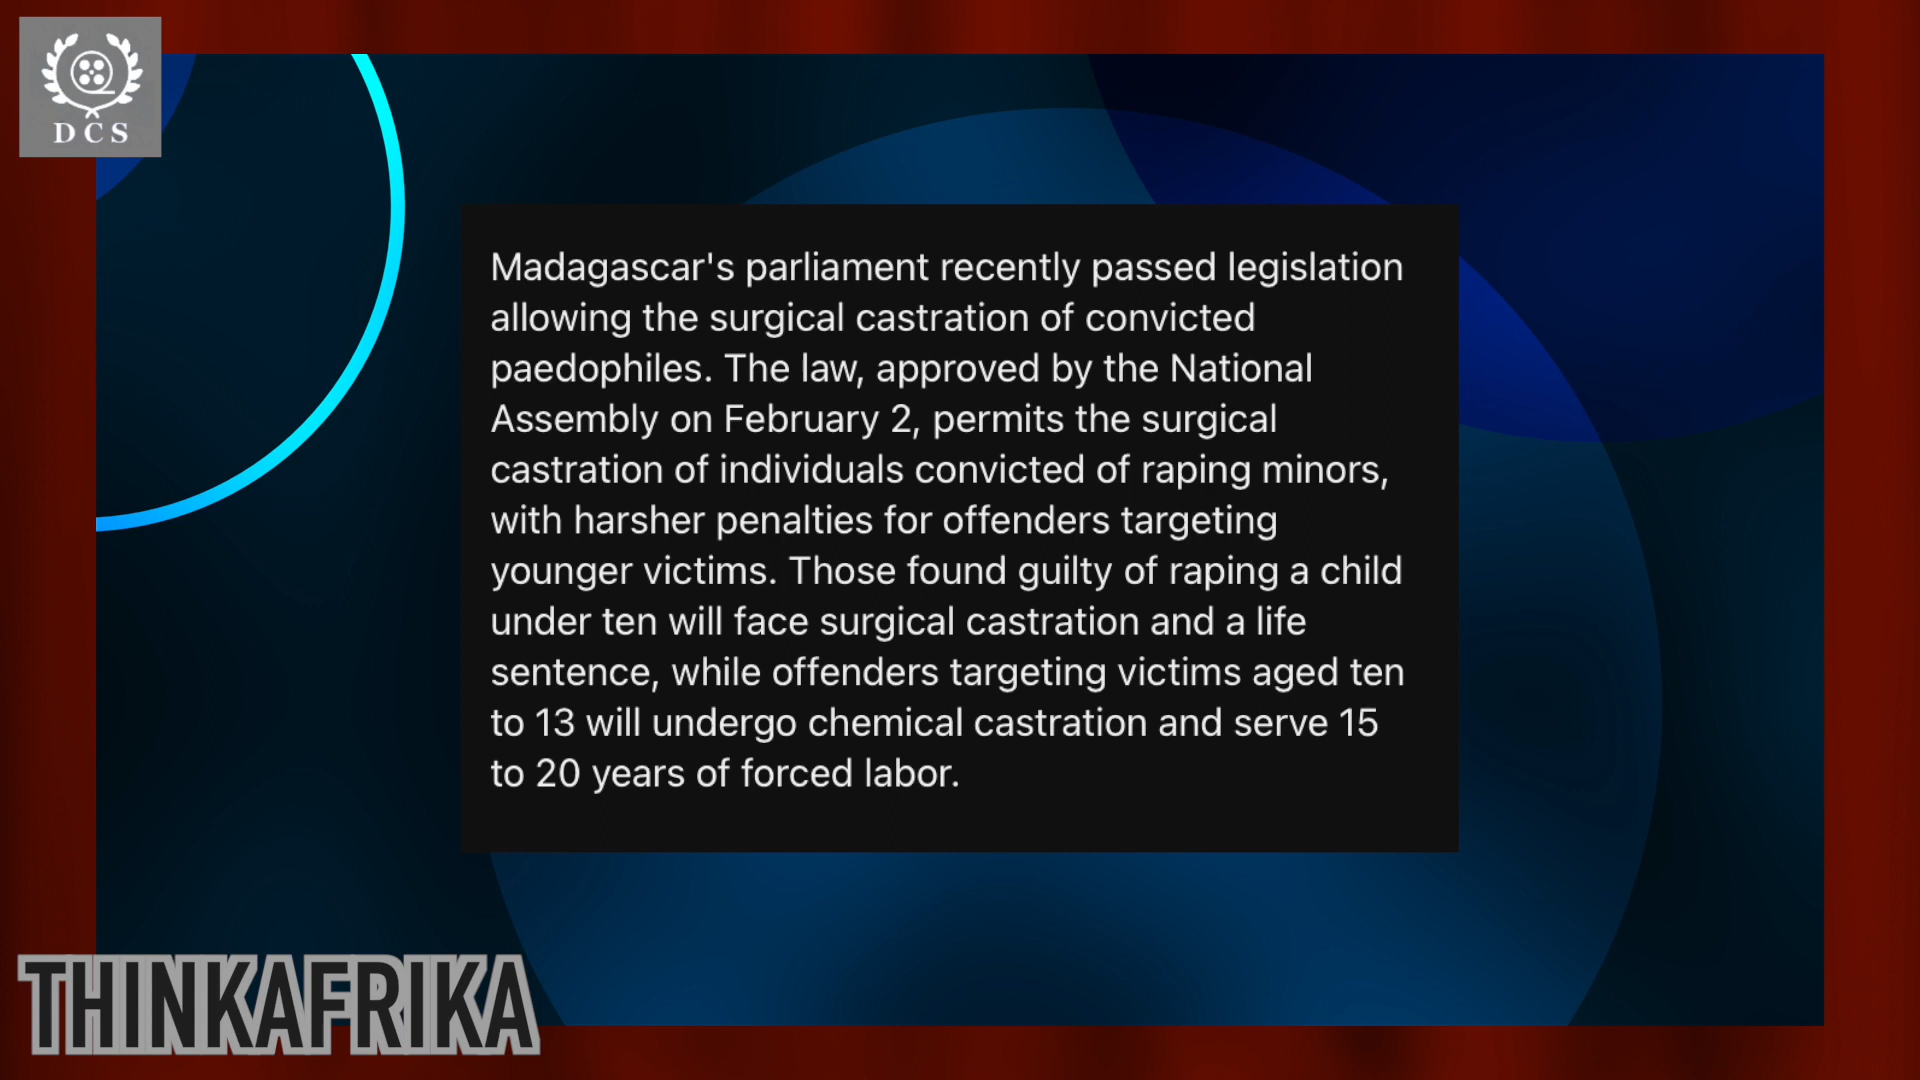 DCS
Madagascar's parliament recently passed legislation
allowing the surgical castration of convicted
paedophiles. The law, approved by the National
Assembly on February 2, permits the surgical
castration of individuals convicted of raping minors,
with harsher penalties for offenders targeting
younger victims. Those found guilty of raping a child
under ten will face surgical castration and a life
sentence, while offenders targeting victims aged ten
to 13 will undergo chemical castration and serve 15
to 20 years of forced labor.
THINKAFRIKA